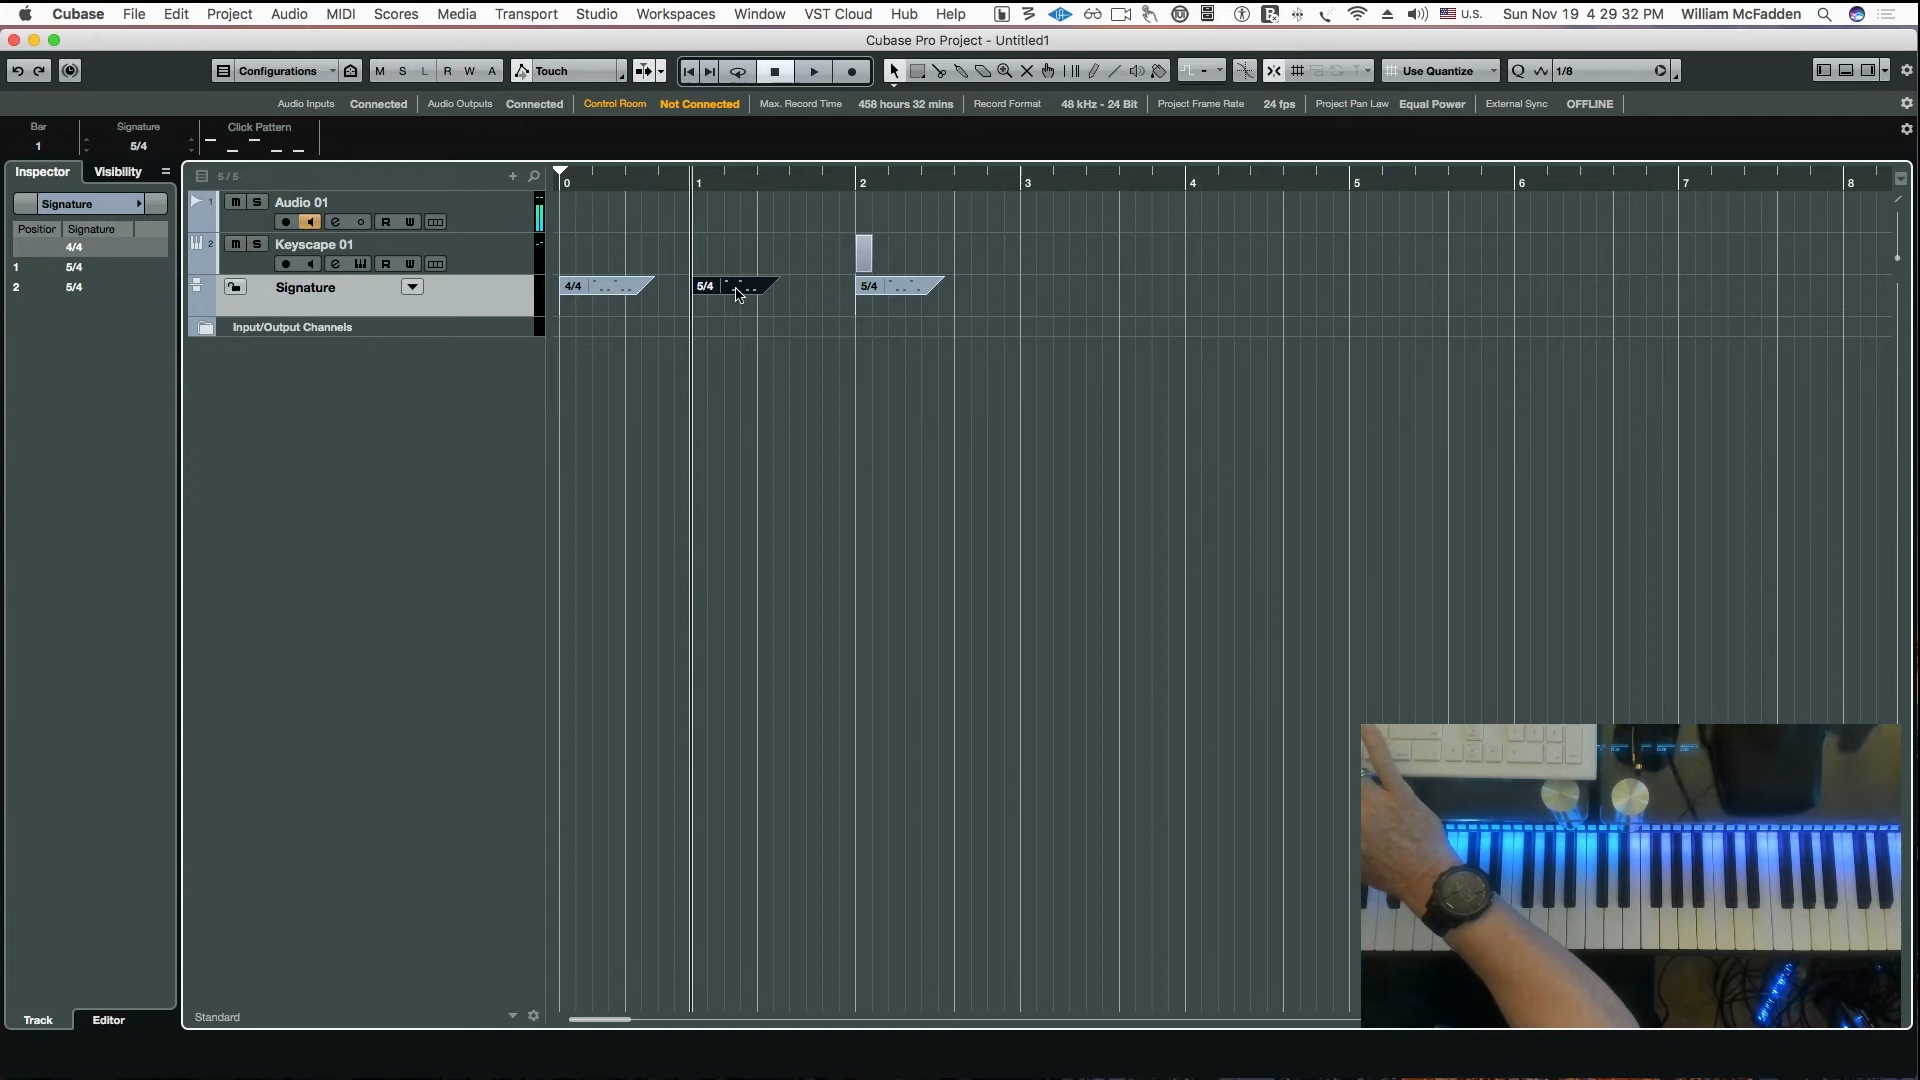 Cubase File Edit Project Audio MIDI Scores Media Transport Studio Workspaces Window VST Cloud Hub Help U.S. Sun Nov 19 4 29 32 PM William McFadden
Cubase Pro Project - Untitled1
Configurations M S L R W A Touch Use Quantize Q 1/8
Audio Inputs Connected Audio Outputs Connected Control Room Not Connected Max. Record Time 458 hours 32 mins Record Format 48 kHz - 24 Bit Project Frame Rate 24 fps Project Pan Law Equal Power External Sync OFFLINE
Bar Signature Click Pattern
1 5/4
Inspector Visibility
5 / 5
0 1 2 3 4 5 6 7 8
Signature
Position Signature
4/4
1 5/4
2 5/4
1 m S Audio 01
e R W
2 m S Keyscape 01
e R W
Signature
4/4 5/4 5/4
Input/Output Channels
Standard
Track Editor